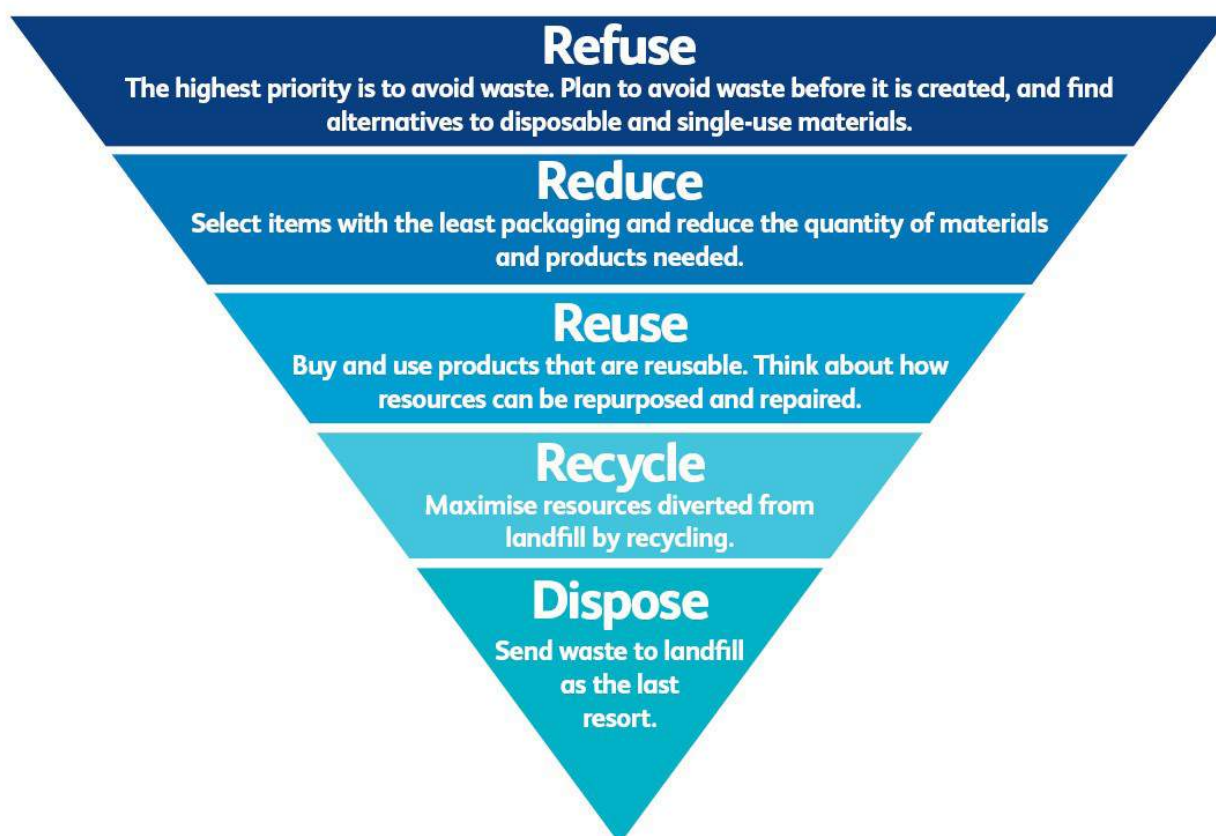 Refuse
The highest priority is to avoid waste. Plan to avoid waste before it is created, and find
alternatives to disposable and single-use materials.
Reduce
Select items with the least packaging and reduce the quantity of materials
and products needed.
Reuse
Buy and use products that are reusable. Think about how
resources can be repurposed and repaired.
Recycle
Maximise resources diverted from
landfill by recycling.
Dispose
Send waste to landfill
as the last
resort.